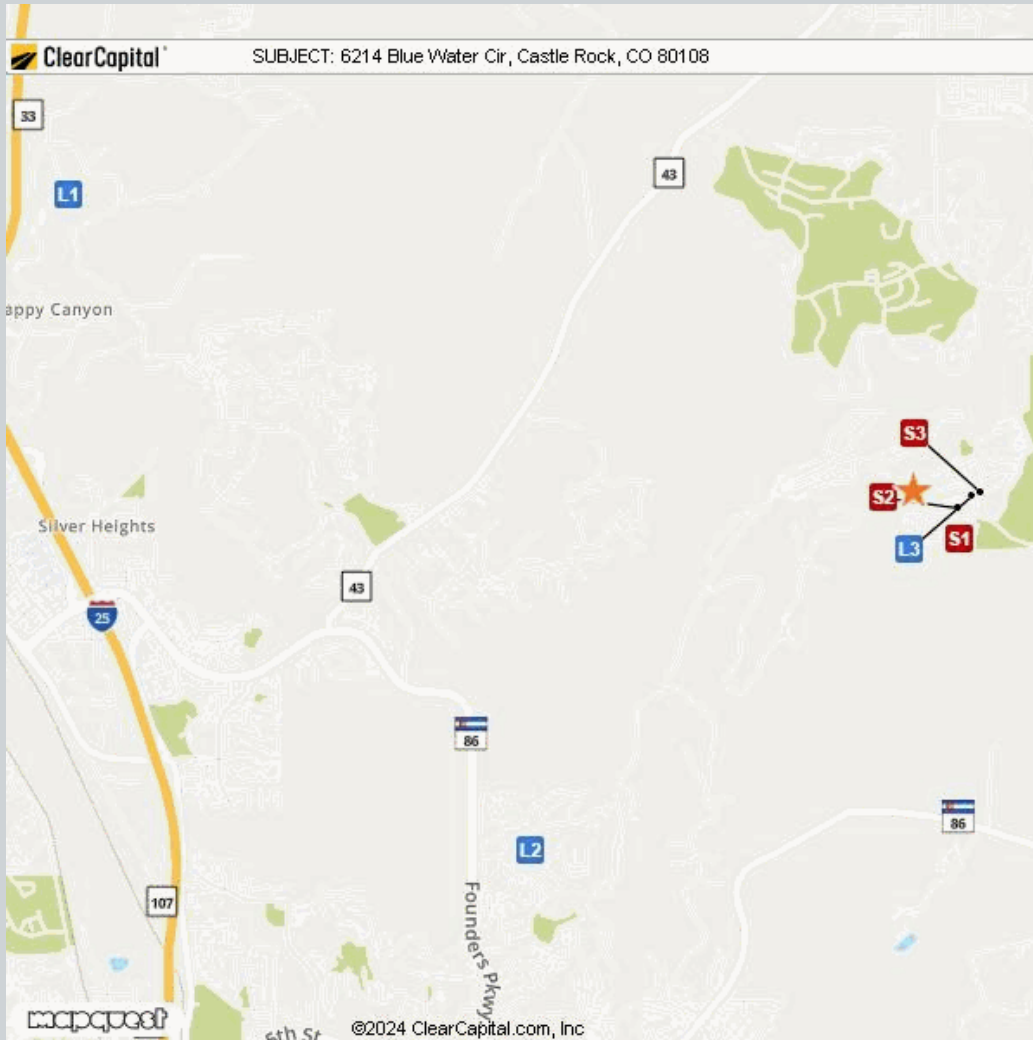 ClearCapital
SUBJECT: 6214 Blue Water Cir, Castle Rock, CO 80108
33
L1
43
appy Canyon
S3
S2
Silver Heights
L3
S1
43
25
86
86
L2
107
Founders Pkwy
5th St
mapquest
©2024 ClearCapital.com, Inc